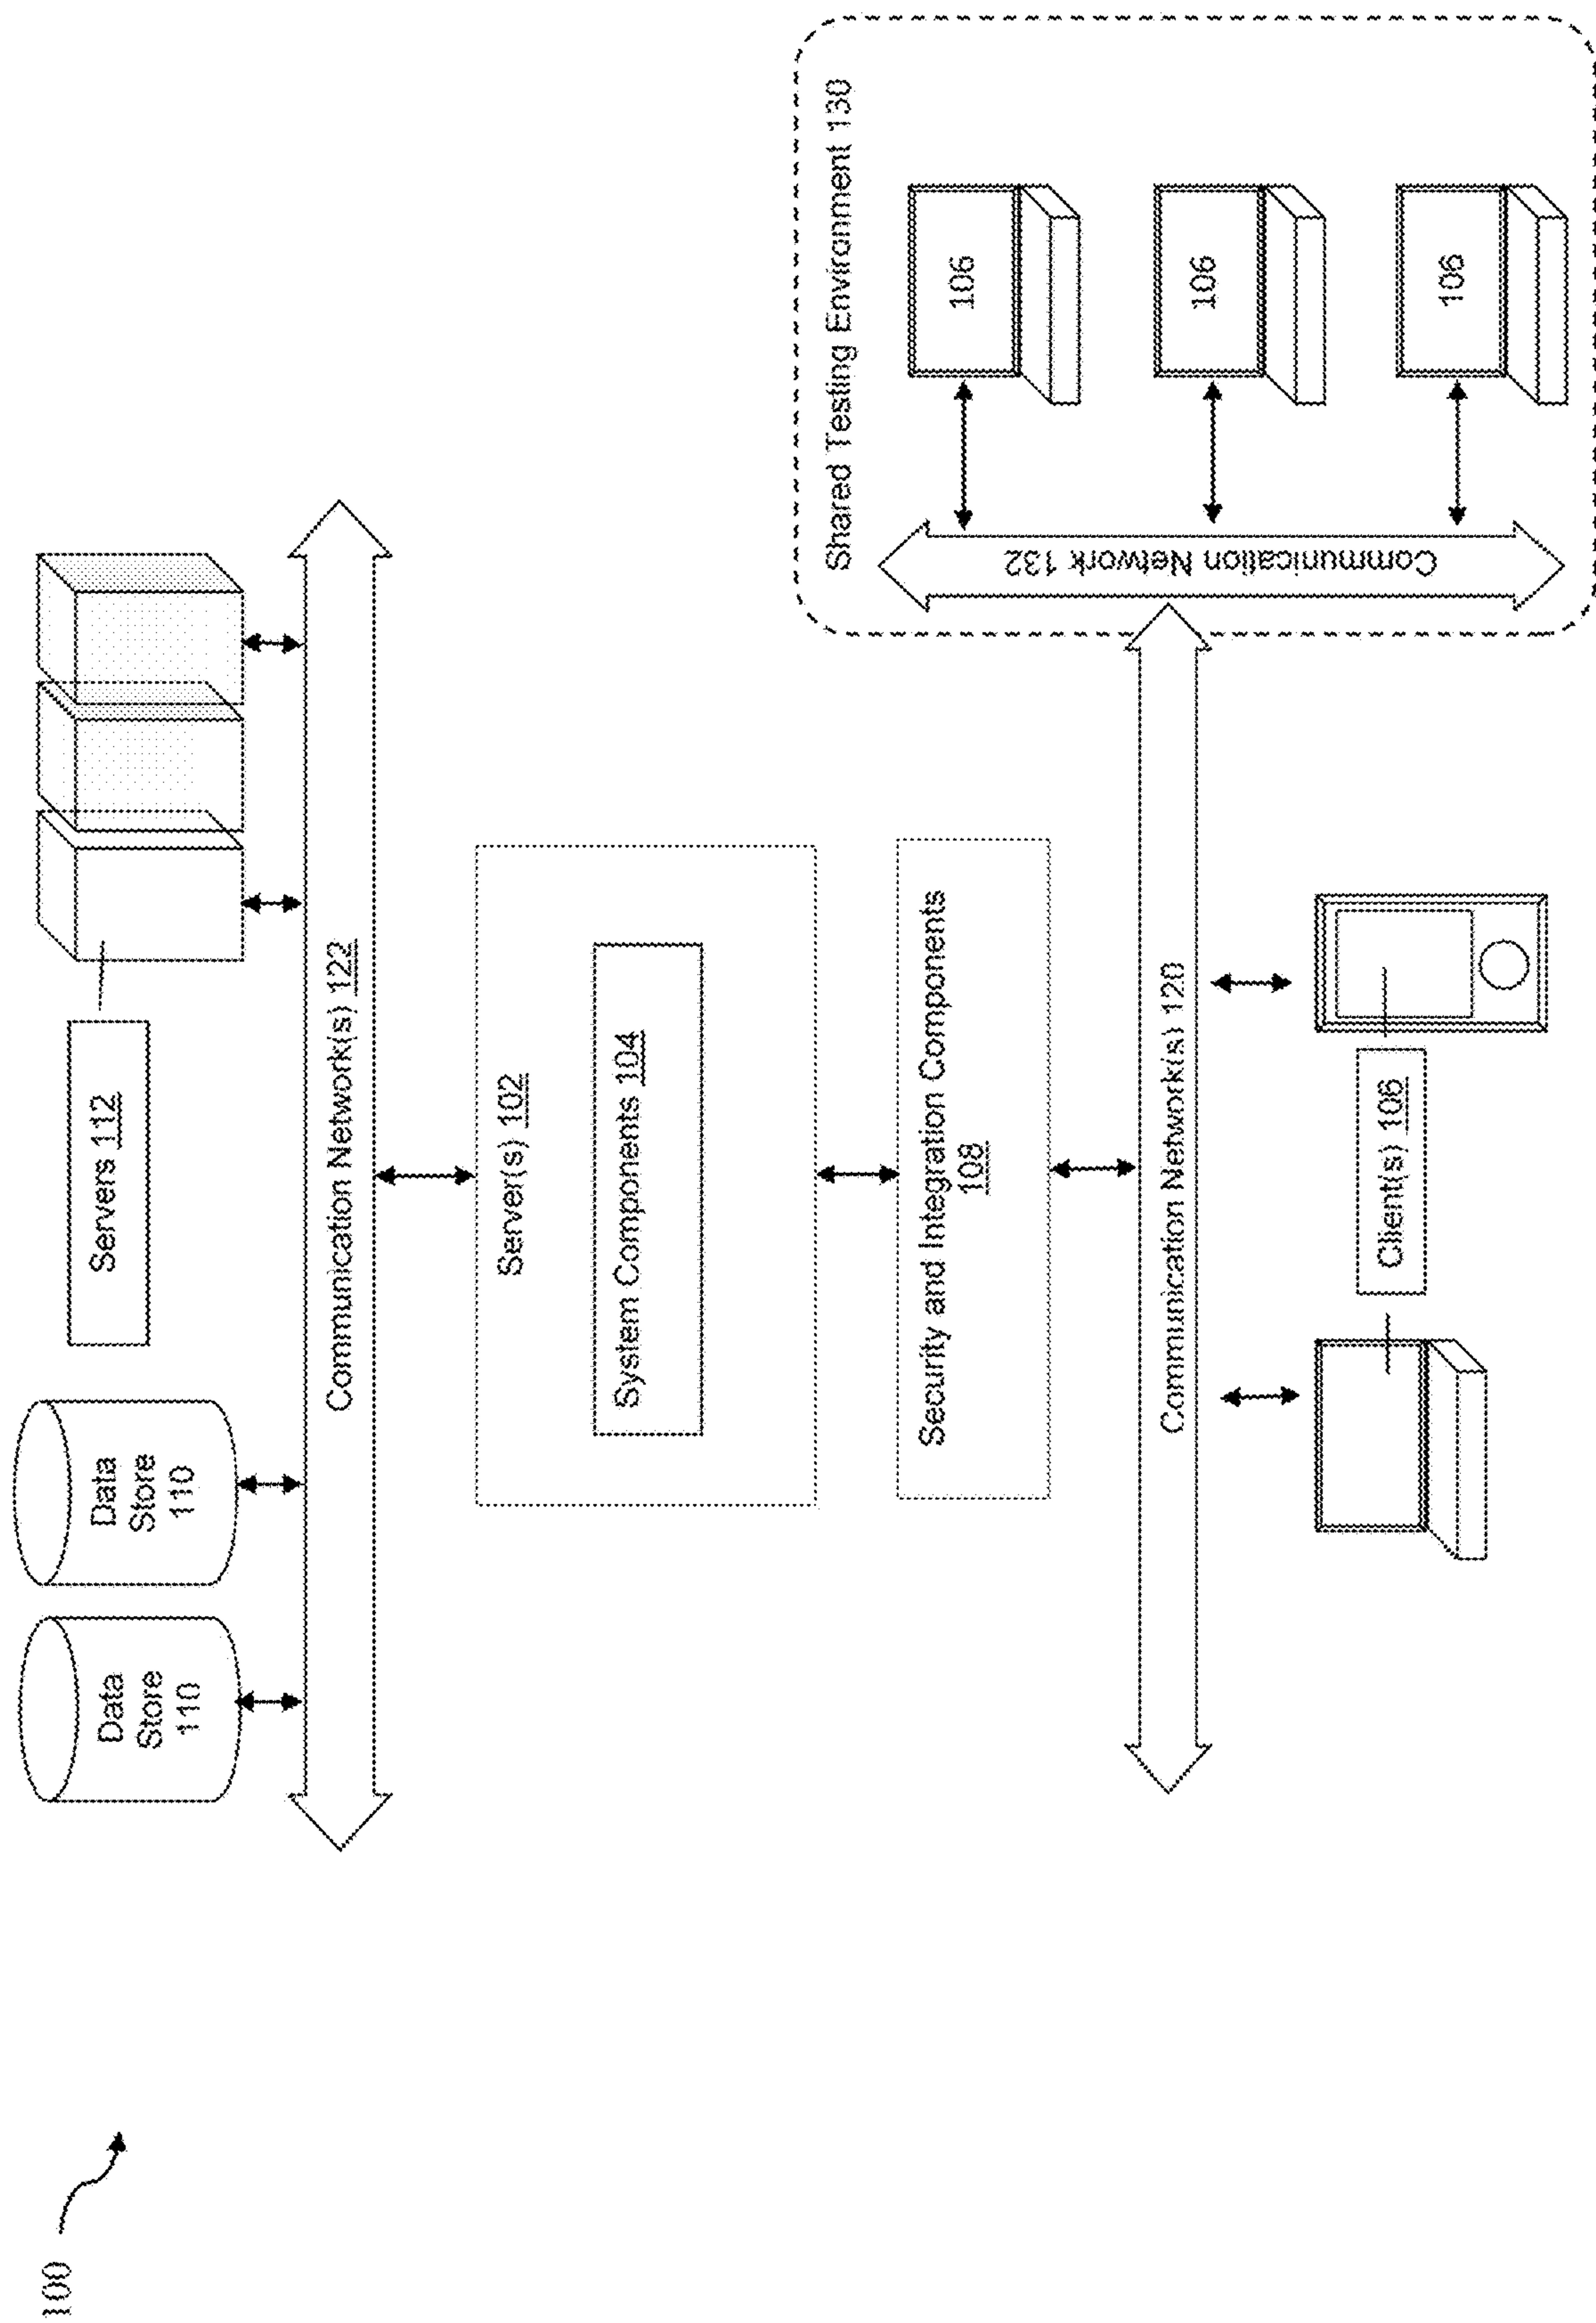 100
Data
Store
110
Data
Store
110
Servers 112
Communication Network(s) 122
Server(s) 102
System Components 104
Security and Integration Components
108
Communication Network(s) 120
Client(s) 106
Shared Testing Environment 130
Communication Network 132
106
106
106